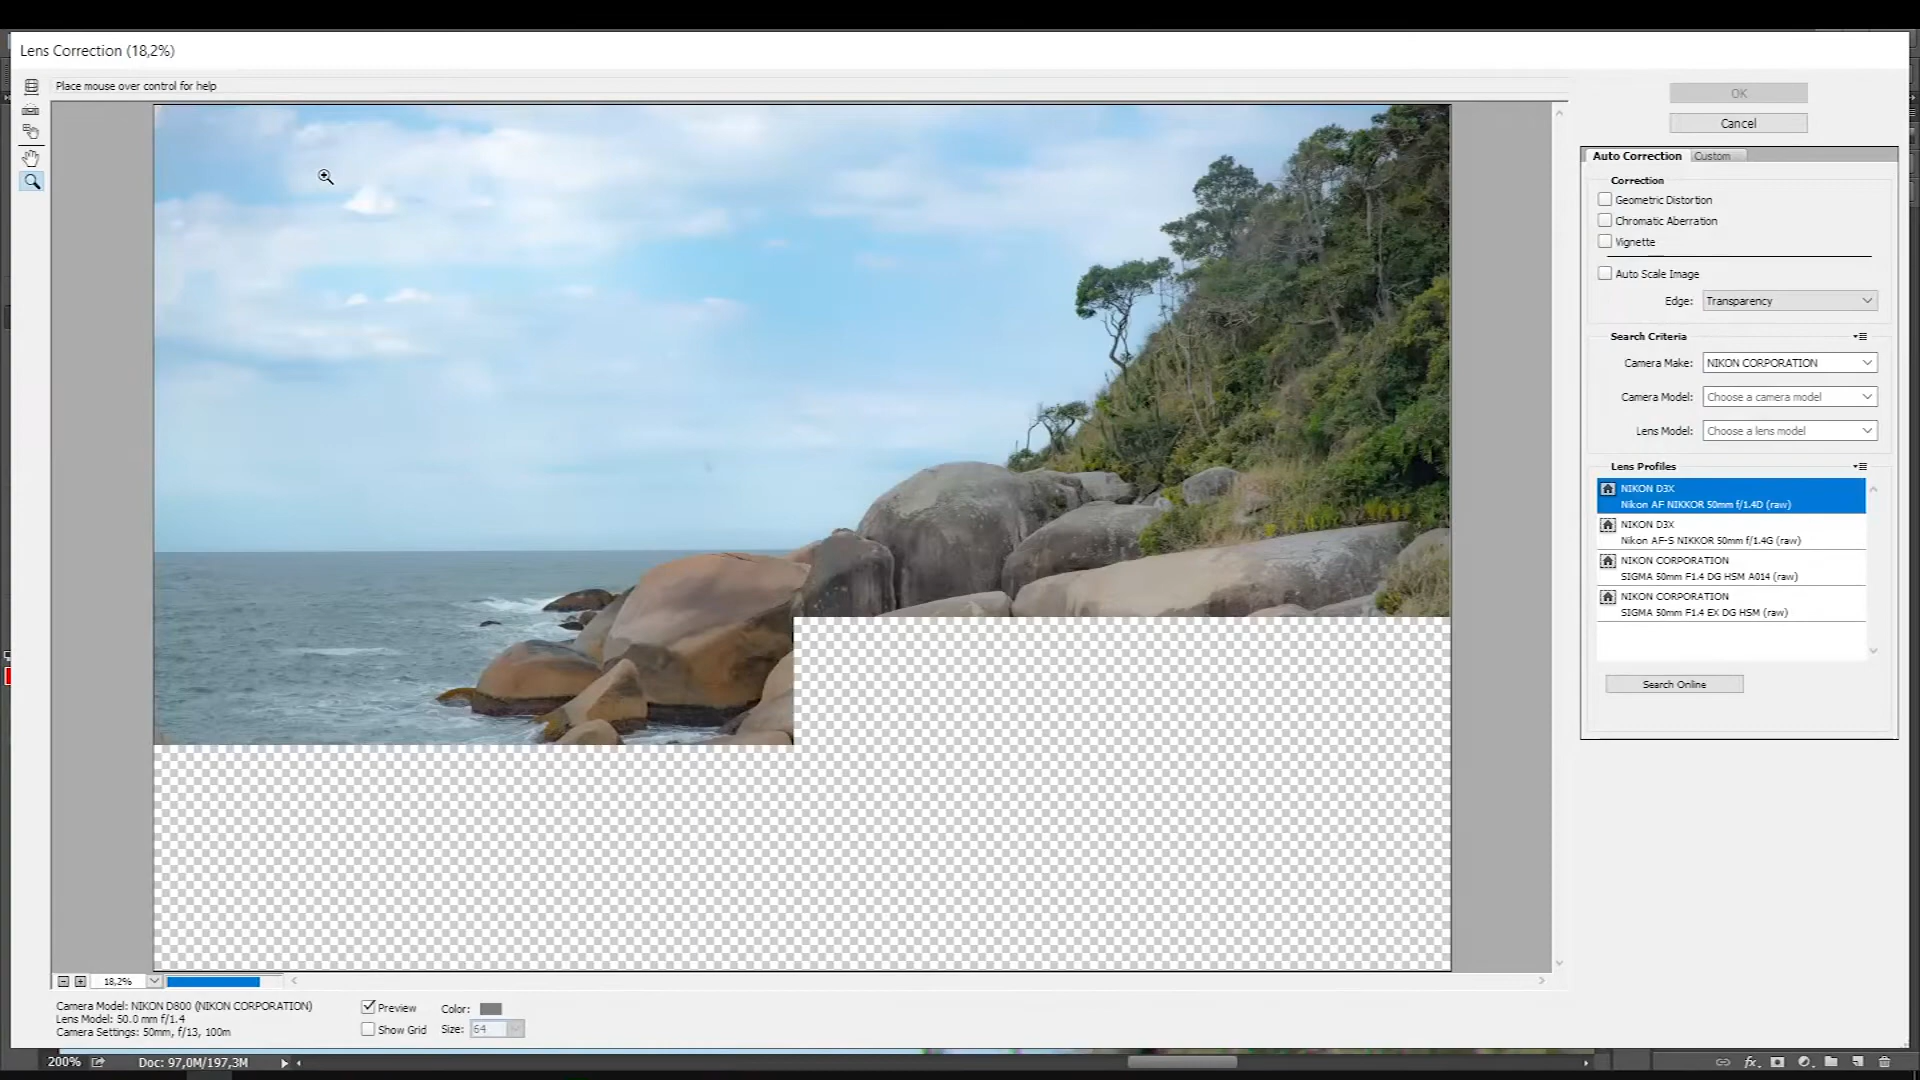 Lens Correction (18,2%)
Place mouse over control for help
OK
Cancel
Auto Correction
Custom
Correction
Geometric Distortion
Chromatic Aberration
Vignette
Auto Scale Image
Edge: Transparency
Search Criteria
Camera Make: NIKON CORPORATION
Camera Model: Choose a camera model
Lens Model: Choose a lens model
Lens Profiles
NIKON D3X
Nikon AF NIKKOR 50mm f/1.4D (raw)
NIKON D3X
Nikon AF-S NIKKOR 50mm f/1.4G (raw)
NIKON CORPORATION
SIGMA 50mm F1.4 DG HSM A014 (raw)
NIKON CORPORATION
SIGMA 50mm F1.4 EX DG HSM (raw)
Search Online
18,2%
Camera Model: NIKON D800 (NIKON CORPORATION)
Lens Model: 50.0 mm f/1.4
Camera Settings: 50mm, f/13, 100m
Preview
Color:
Show Grid
Size: 64
200%
Doc: 97,0M/197,3M
fx